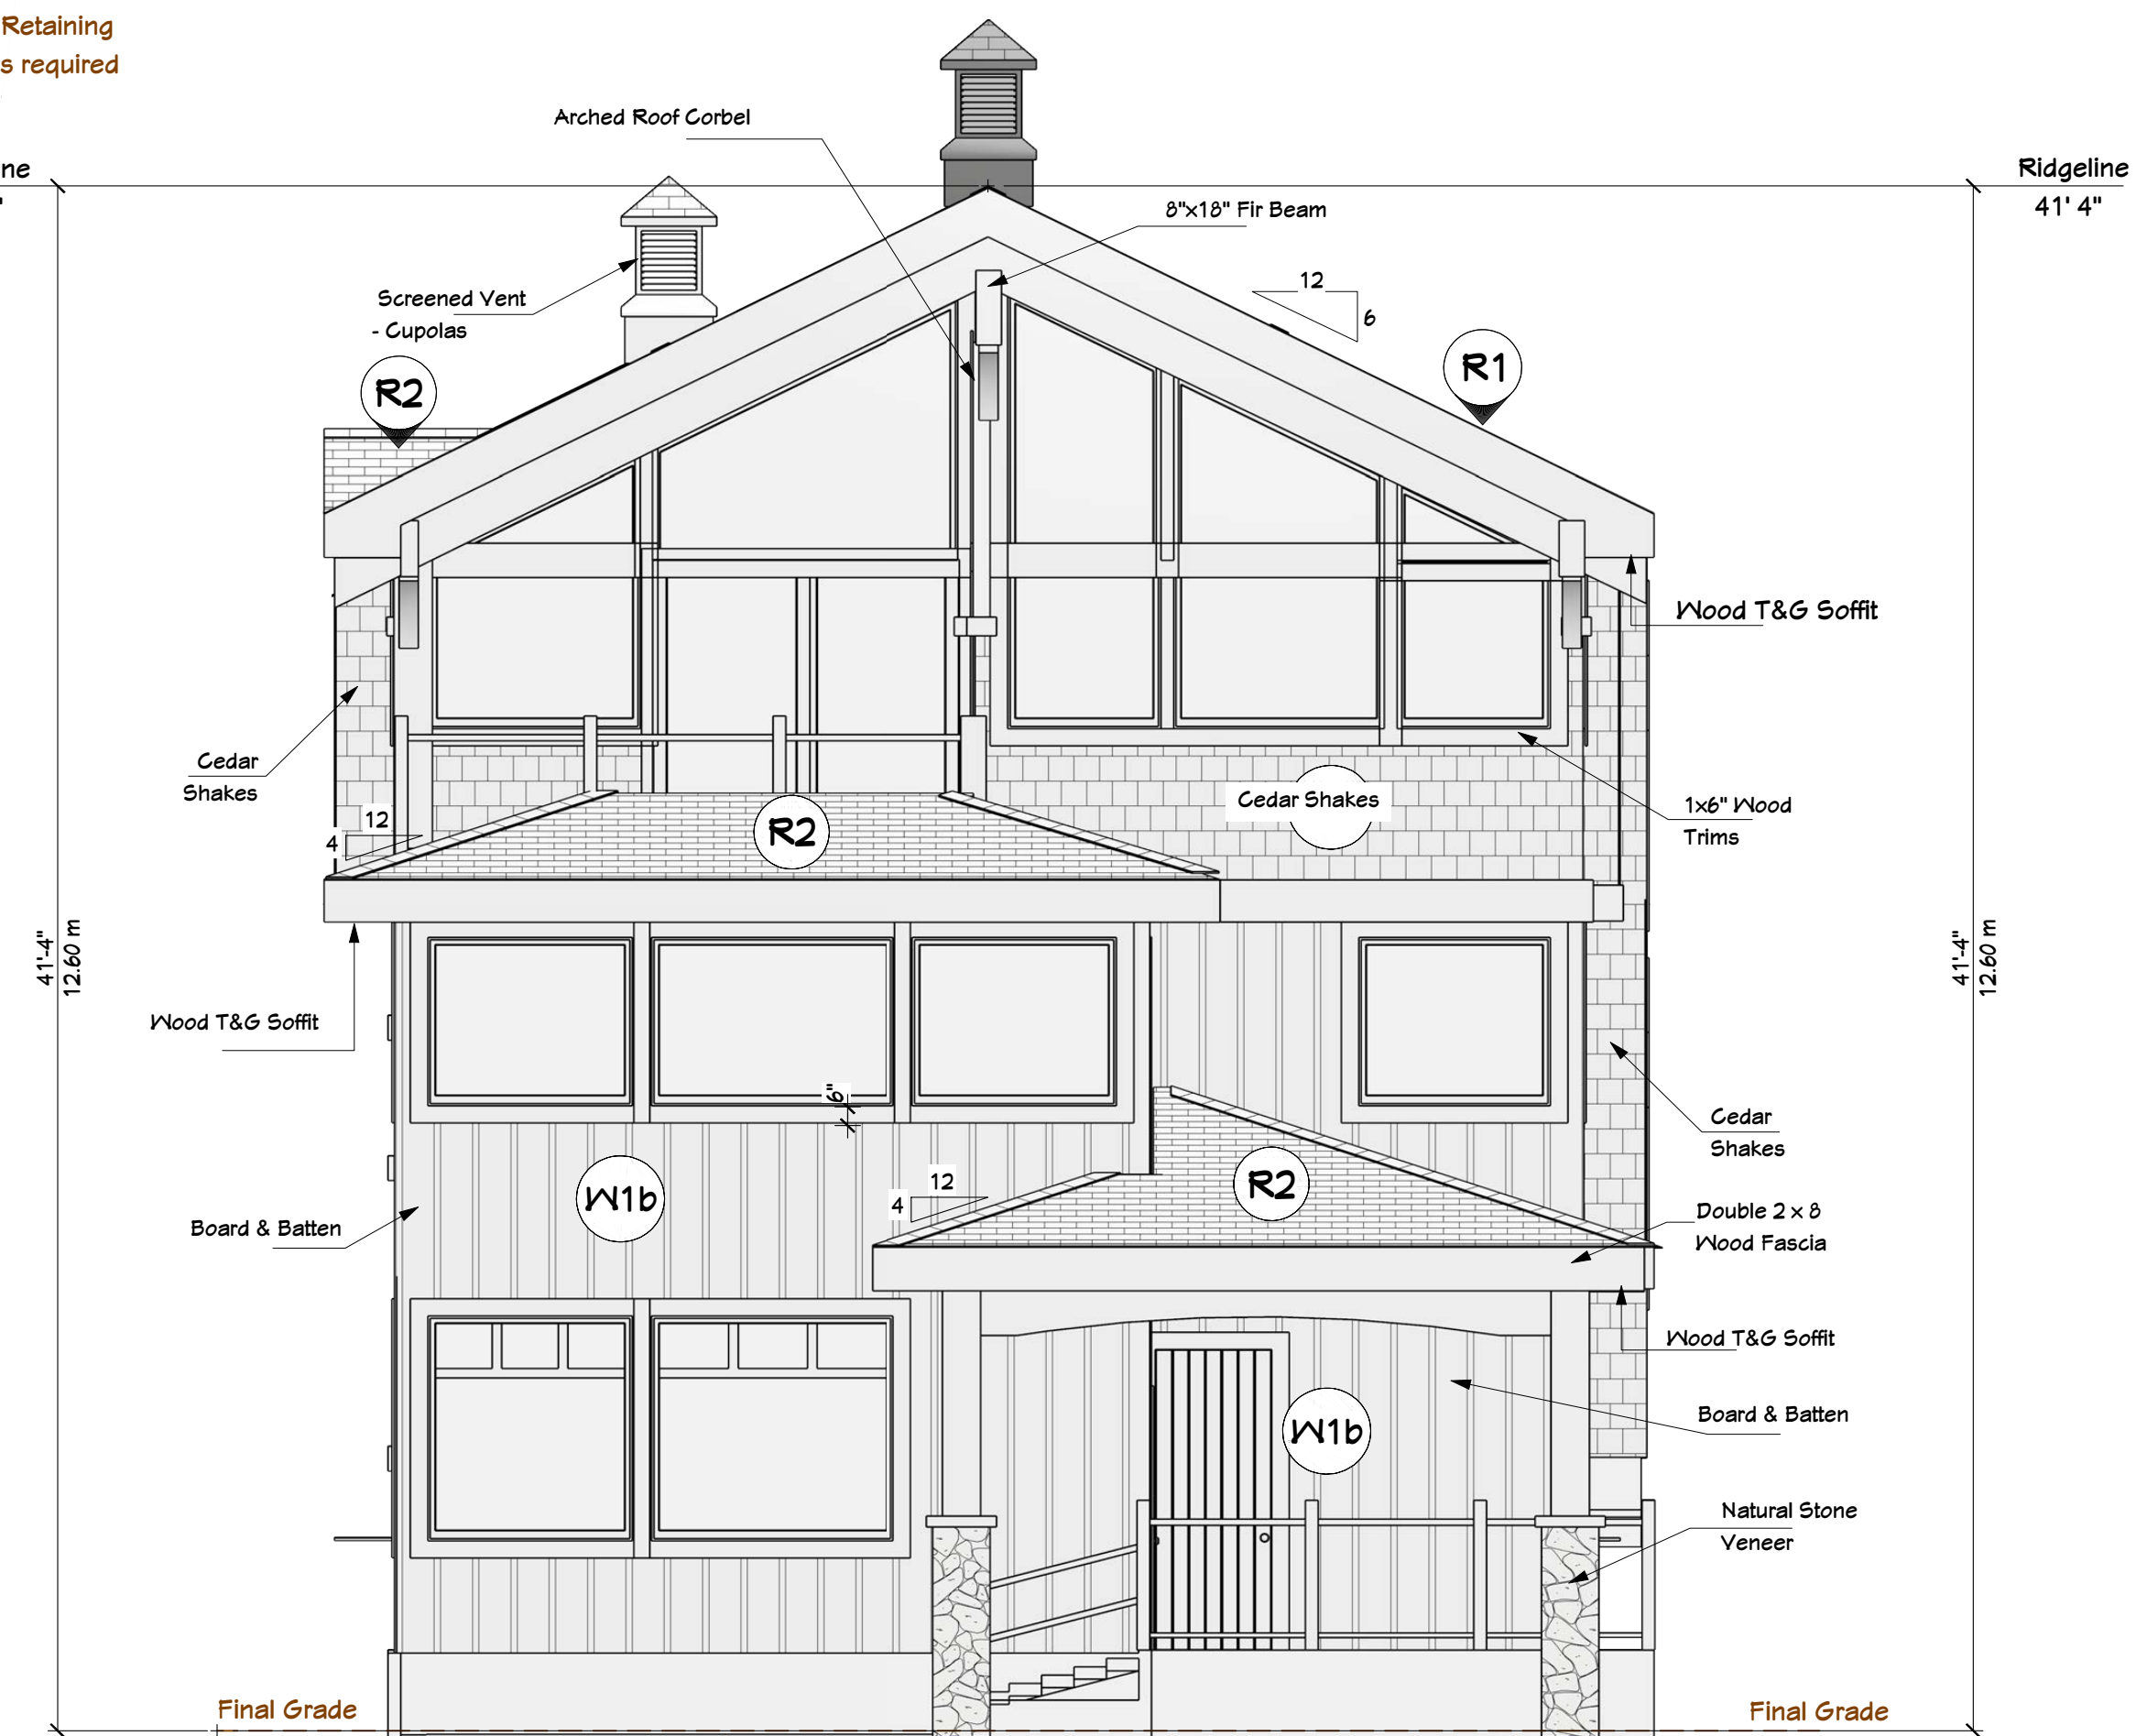 Retaining
s required
ne
"
Arched Roof Corbel
Ridgeline
41' 4"
8"x18" Fir Beam
12
6
Screened Vent
- Cupolas
R2
R1
Wood T&G Soffit
Cedar
Shakes
12
4
R2
Cedar Shakes
1x6" Wood
Trims
41'-4"
12.60 m
41'-4"
12.60 m
Wood T&G Soffit
6"
Cedar
Shakes
12
4
R2
W1b
Board & Batten
Double 2 x 8
Wood Fascia
Wood T&G Soffit
Board & Batten
W1b
Natural Stone
Veneer
Final Grade
Final Grade